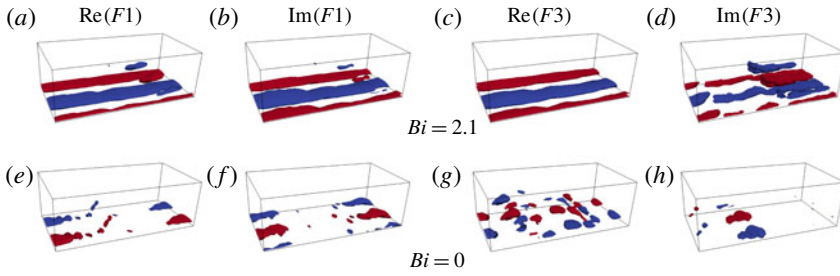 (a) Re(F1) (b) Im(F1) (c) Re(F3) (d) Im(F3)
Bi = 2.1
(e) (f) (g) (h)
Bi = 0